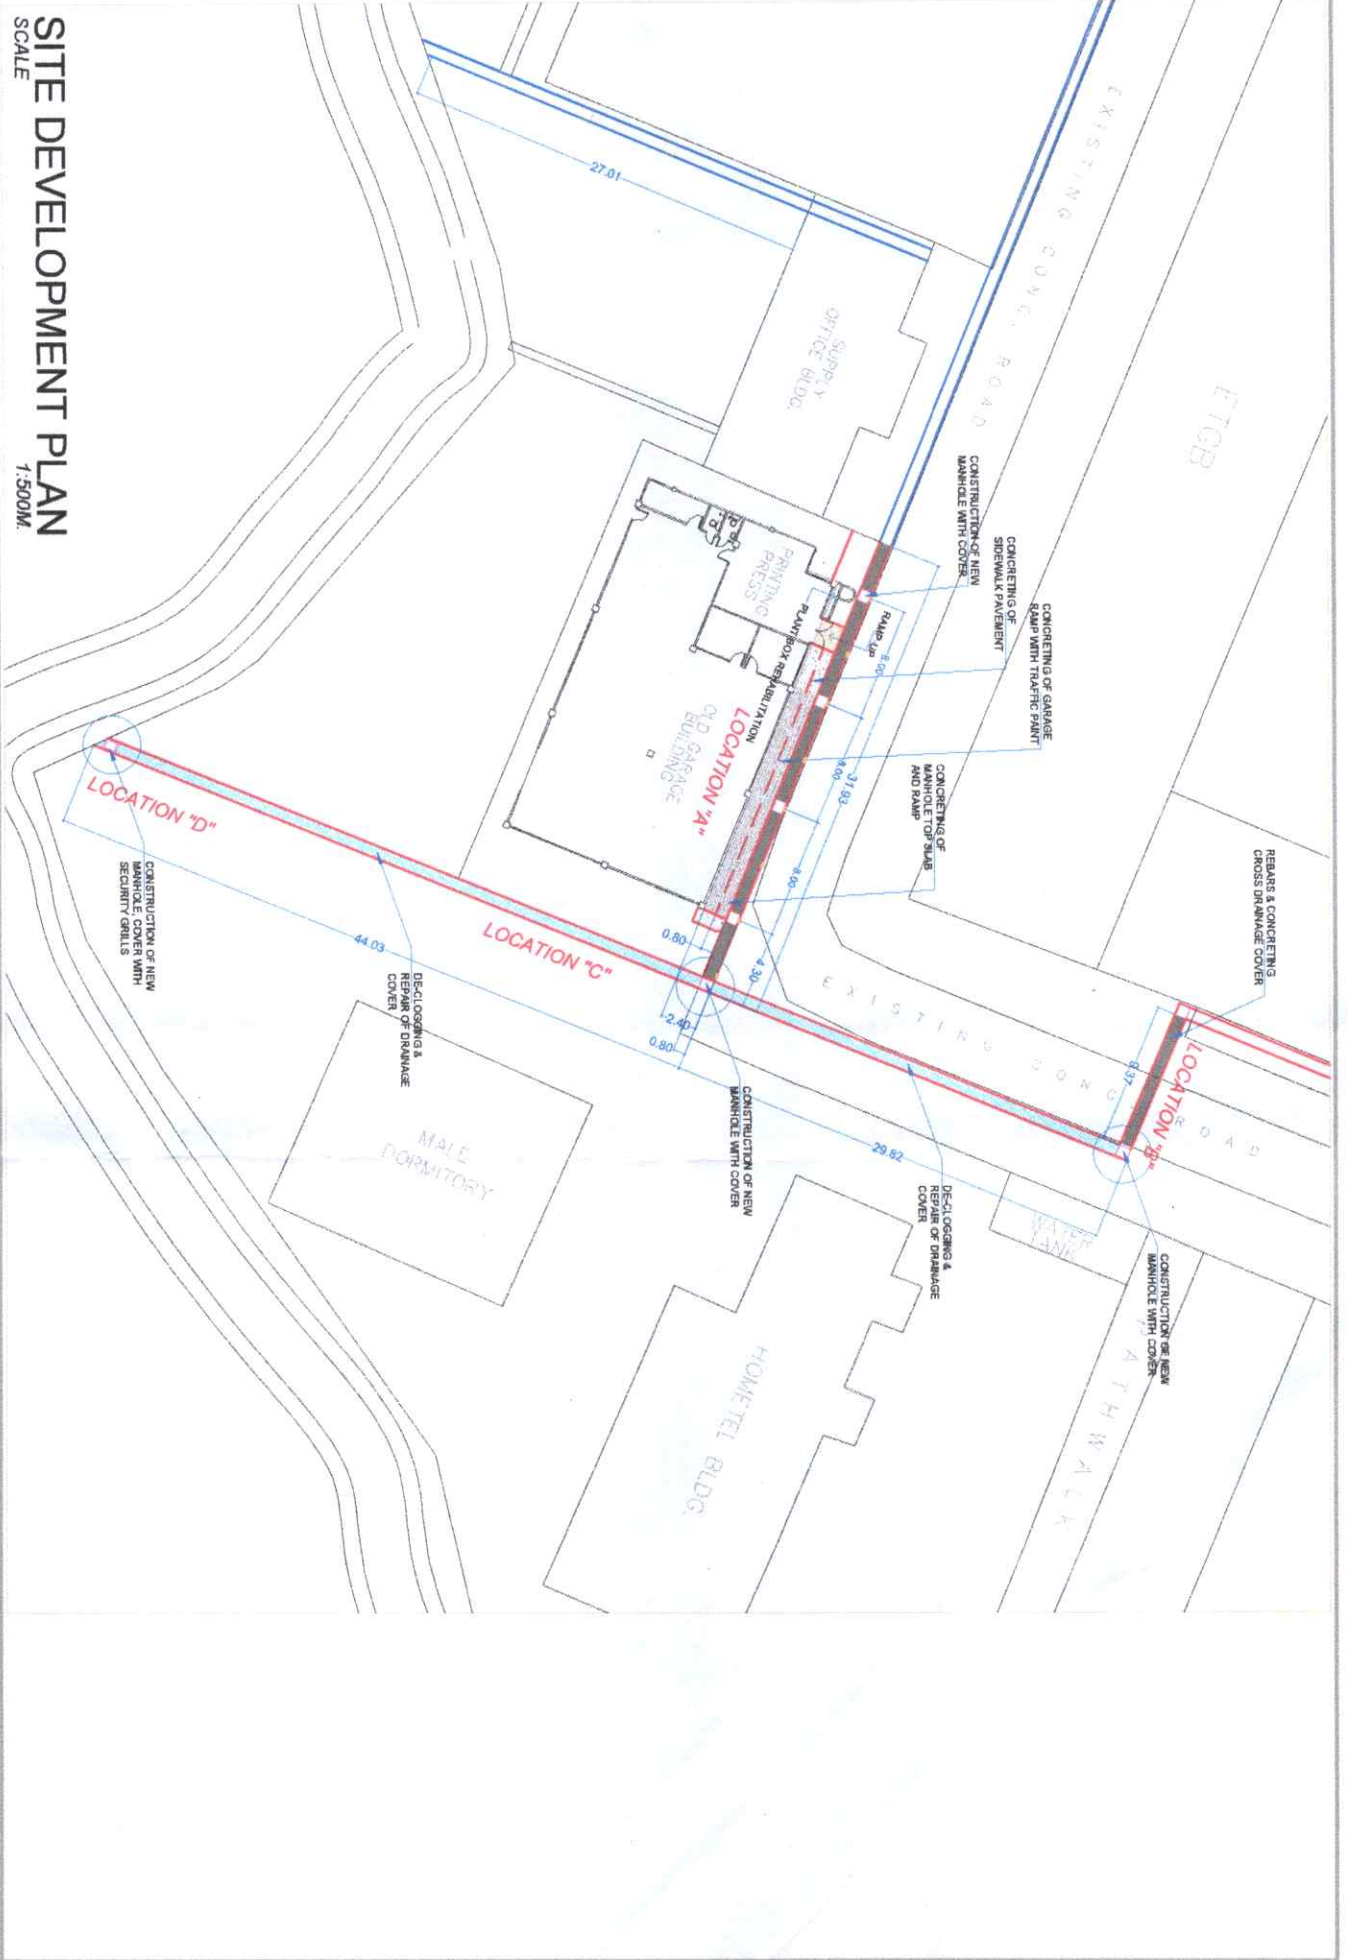 SITE DEVELOPMENT PLAN
SCALE
1:500M.
EXISTING CONC. ROAD
ETGB
27.01
SUPPLY
OFFICE BLDG.
CONSTRUCTION OF NEW
MANHOLE WITH COVER
CONCRETING OF
SIDEWALK PAVEMENT
CONCRETING OF GARAGE
RAMP WITH TRAFFIC PAINT
CONCRETING OF
MANHOLE TOP SLAB
AND RAMP
REBARS & CONCRETING
CROSS DRAINAGE COVER
PRINTING
PRESS
RAMP UP
PLANTBOX REHABILITATION
LOCATION "A"
OLD GARAGE
BUILDING
8.00
8.00
31.93
8.00
4.30
0.80
2.40
0.80
LOCATION "B"
9.37
EXISTING CONC. ROAD
LOCATION "D"
LOCATION "C"
44.03
29.82
CONSTRUCTION OF NEW
MANHOLE, COVER WITH
SECURITY GRILLS
DE-CLOGGING &
REPAIR OF DRAINAGE
COVER
CONSTRUCTION OF NEW
MANHOLE WITH COVER
DE-CLOGGING &
REPAIR OF DRAINAGE
COVER
CONSTRUCTION OF NEW
MANHOLE WITH COVER
WATER
TANK
PATHWALK
MALE
DORMITORY
HOMETEL BLDG.